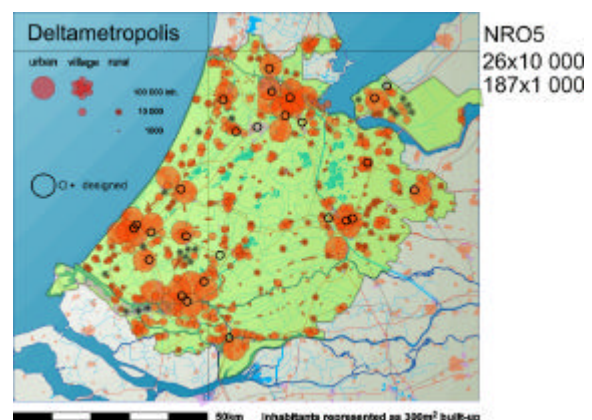 Deltametropolis
NRO5
26x10 000
187x1 000
urban village rural
100 000 inh.
10 000
1000
CI+ designed
50km Inhabitants represented as 300m² built-up